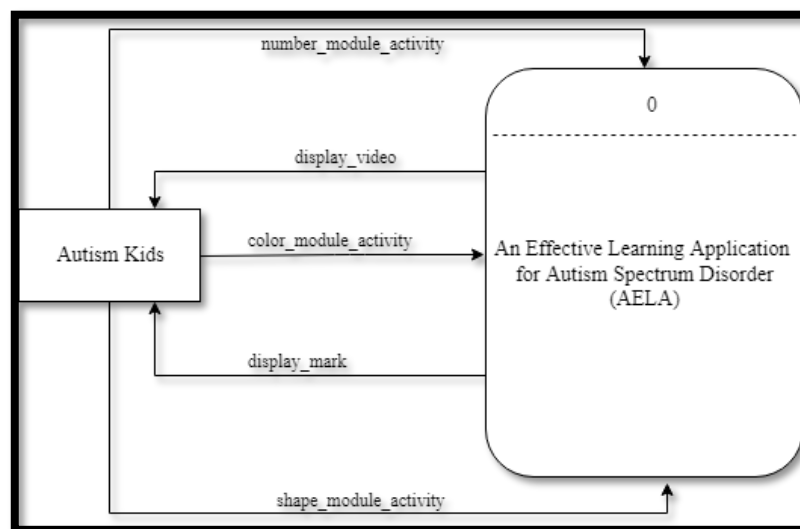 number_module_activity
0
display_video
Autism Kids
color_module_activity
An Effective Learning Application
for Autism Spectrum Disorder
(AELA)
display_mark
shape_module_activity